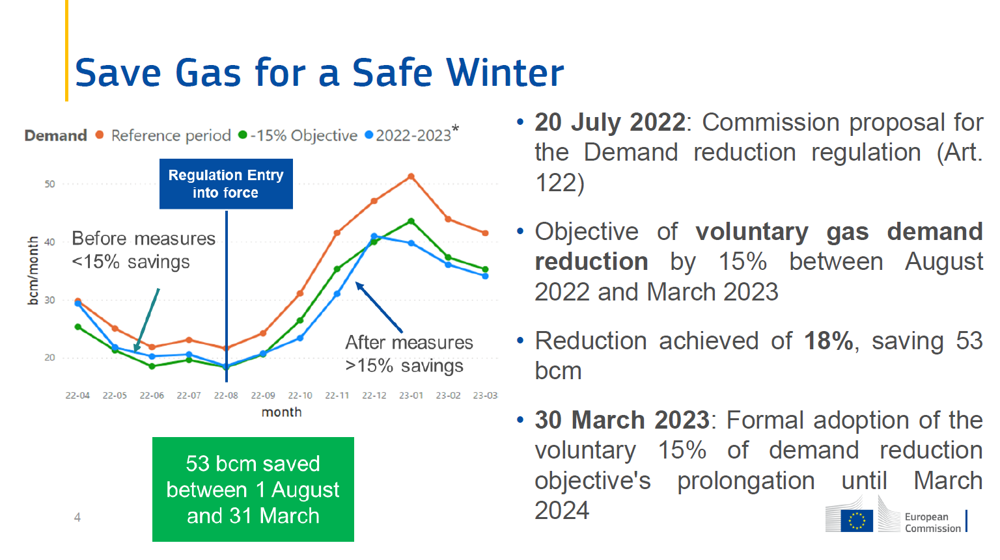 Save Gas for a Safe Winter
Demand Reference period -15% Objective 2022-2023*
Regulation Entry
into force
Before measures
<15% savings
After measures
>15% savings
bcm/month
50
40
30
20
22-04 22-05 22-06 22-07 22-08 22-09 22-10 22-11 22-12 23-01 23-02 23-03
month
53 bcm saved
between 1 August
and 31 March
4
• 20 July 2022: Commission proposal for
the Demand reduction regulation (Art.
122)
• Objective of voluntary gas demand
reduction by 15% between August
2022 and March 2023
• Reduction achieved of 18%, saving 53
bcm
• 30 March 2023: Formal adoption of the
voluntary 15% of demand reduction
objective's prolongation until March
2024
European
Commission